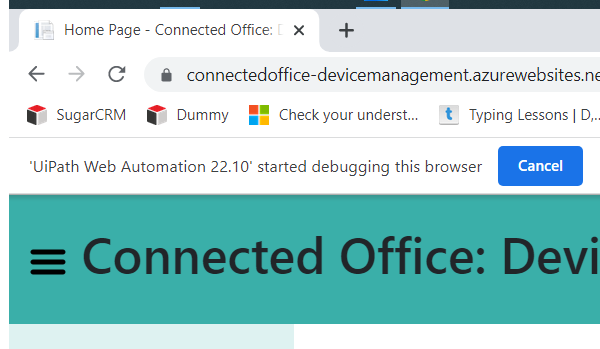 Home Page - Connected Office:
connectedoffice-devicemanagement.azurewebsites.ne
SugarCRM Dummy Check your underst... Typing Lessons | D,...
'UiPath Web Automation 22.10' started debugging this browser Cancel
Connected Office: Devi